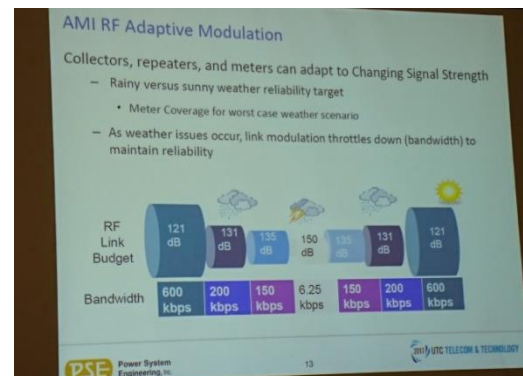 AMI RF Adaptive Modulation
Collectors, repeaters, and meters can adapt to Changing Signal Strength
– Rainy versus sunny weather reliability target
• Meter Coverage for worst case weather scenario
– As weather issues occur, link modulation throttles down (bandwidth) to
maintain reliability
RF
Link
Budget
121
dB
131
dB
135
dB
150
dB
135
dB
131
dB
121
dB
Bandwidth
600
kbps
200
kbps
150
kbps
6.25
kbps
150
kbps
200
kbps
600
kbps
PSE
Power System
Engineering, Inc.
13
UTC TELECOM & TECHNOLOGY